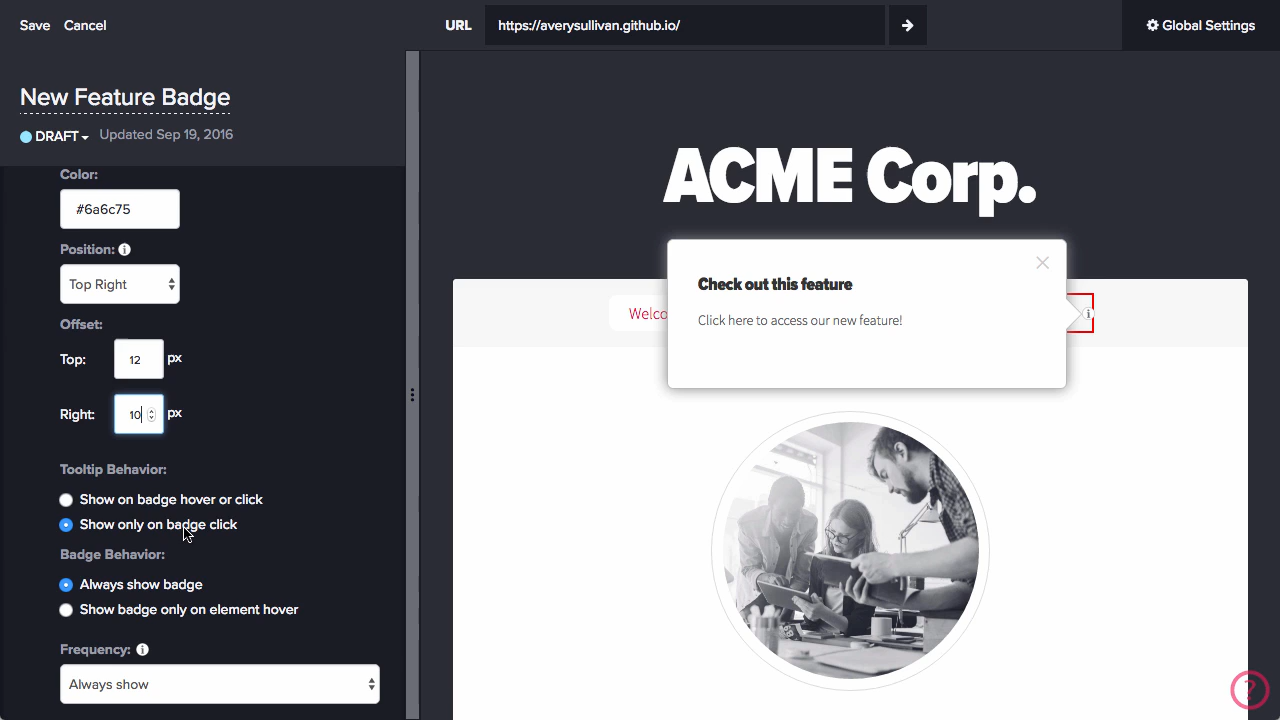 Save Cancel
URL https://averysullivan.github.io/
Global Settings
New Feature Badge
DRAFT Updated Sep 19, 2016
Color:
#6a6c75
Position: i
Top Right
Offset:
Top: 12 px
Right: 10 px
Tooltip Behavior:
Show on badge hover or click
Show only on badge click
Badge Behavior:
Always show badge
Show badge only on element hover
Frequency: i
Always show
ACME Corp.
Check out this feature
Click here to access our new feature!
i
?